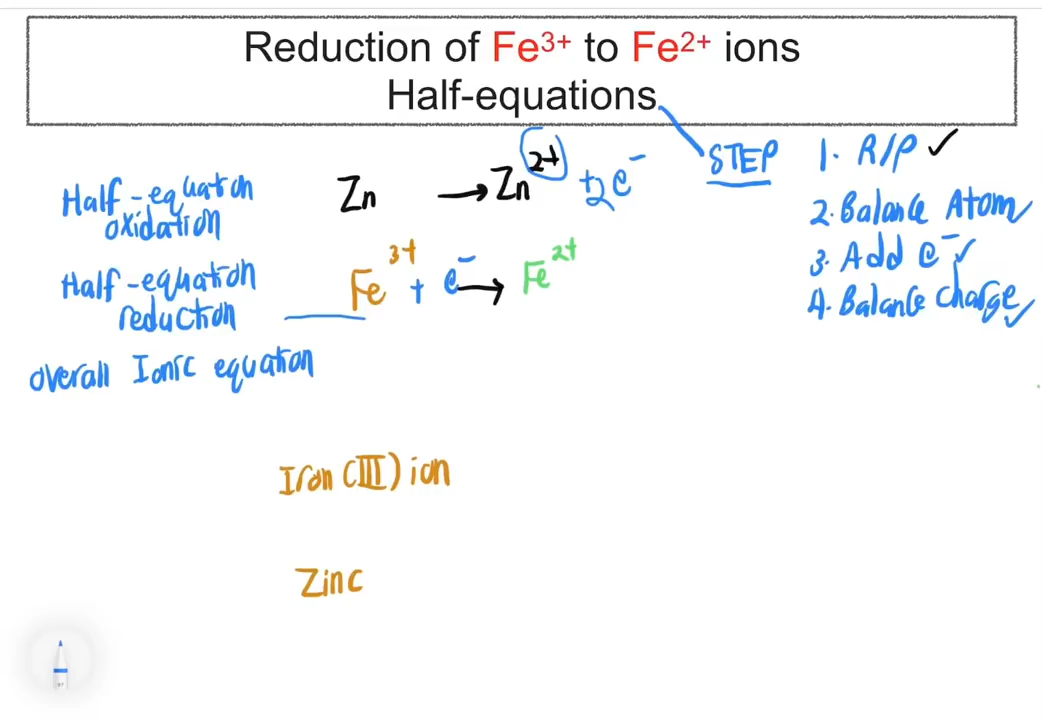 Reduction of Fe³⁺ to Fe²⁺ ions
Half-equations
STEP
1. R/P ✓
2. Balance Atom ✓
3. Add e⁻ ✓
4. Balance charge ✓
Half-equation
oxidation
Zn → Zn²⁺ + 2e⁻
Half-equation
reduction
Fe³⁺ + e⁻ → Fe²⁺
overall Ionic equation
Iron (III) ion
Zinc